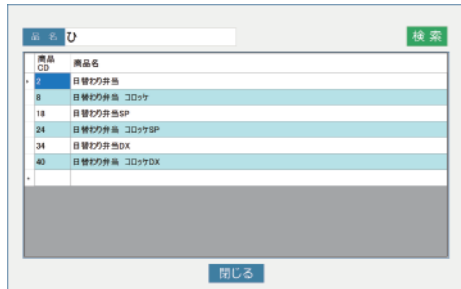 品 名 ひ 検 索
商品CD 商品名
2 日替わり弁当
8 日替わり弁当 コロッケ
18 日替わり弁当SP
24 日替わり弁当 コロッケSP
34 日替わり弁当DX
40 日替わり弁当 コロッケDX
閉じる